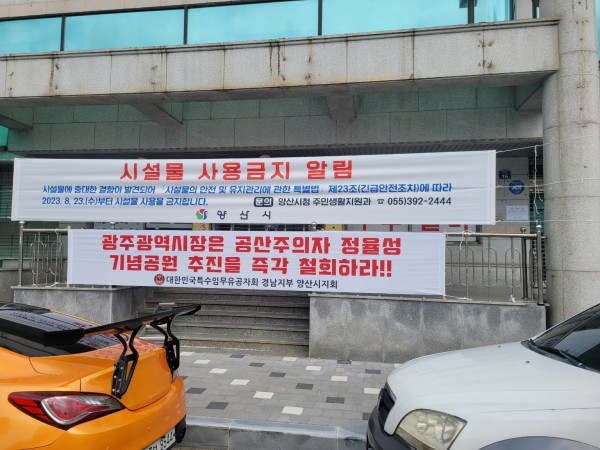 시설물 사용금지 알림
시설물에 중대한 결함이 발견되어 「시설물의 안전 및 유지관리에 관한 특별법」 제23조(긴급안전조치)에 따라
2023. 8. 23.(수)부터 시설물 사용을 금지합니다.
문의 양산시청 주민생활지원과 ☎ 055)392-2444
양산시
광주광역시장은 공산주의자 정율성
기념공원 추진을 즉각 철회하라!!
대한민국특수임무유공자회 경남지부 양산시지회